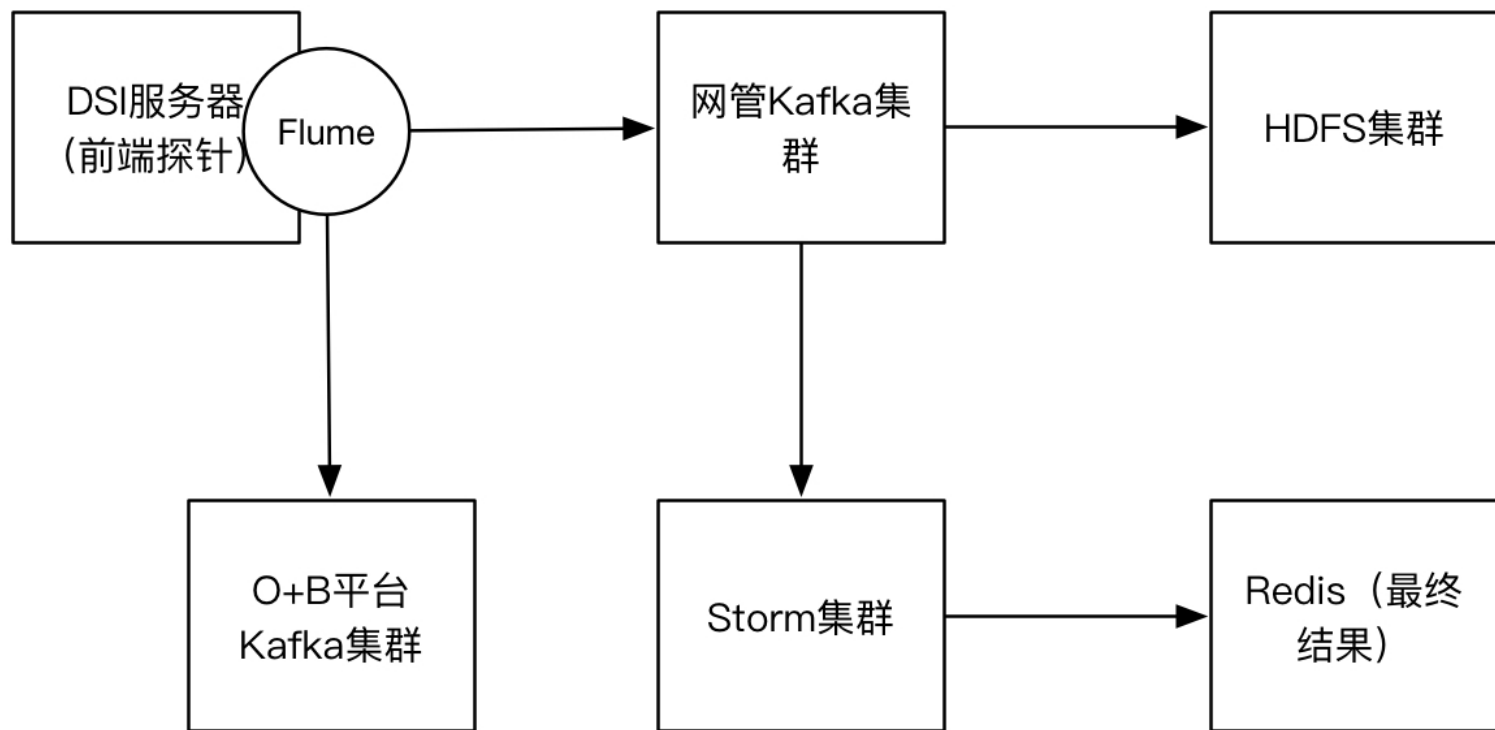 DSI服务器
(前端探针)
Flume
网管Kafka集
群
HDFS集群
O+B平台
Kafka集群
Storm集群
Redis（最终
结果）